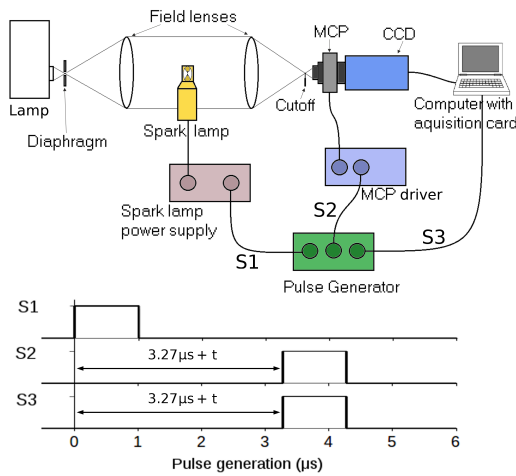 Field lenses
MCP
CCD
Lamp
Diaphragm
Spark lamp
Cutoff
Computer with
aquisition card
Spark lamp
power supply
MCP driver
S1
S2
S3
Pulse Generator
S1
S2
3.27µs + t
S3
3.27µs + t
0 1 2 3 4 5 6
Pulse generation (µs)